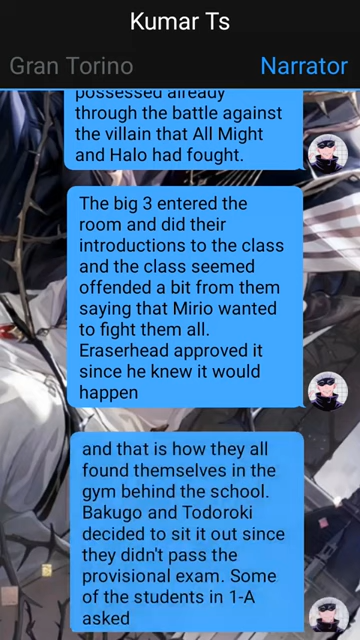 Kumar Ts
Gran Torino
Narrator
possessed already
through the battle against
the villain that All Might
and Halo had fought.
The big 3 entered the
room and did their
introductions to the class
and the class seemed
offended a bit from them
saying that Mirio wanted
to fight them all.
Eraserhead approved it
since he knew it would
happen
and that is how they all
found themselves in the
gym behind the school.
Bakugo and Todoroki
decided to sit it out since
they didn't pass the
provisional exam. Some
of the students in 1-A
asked